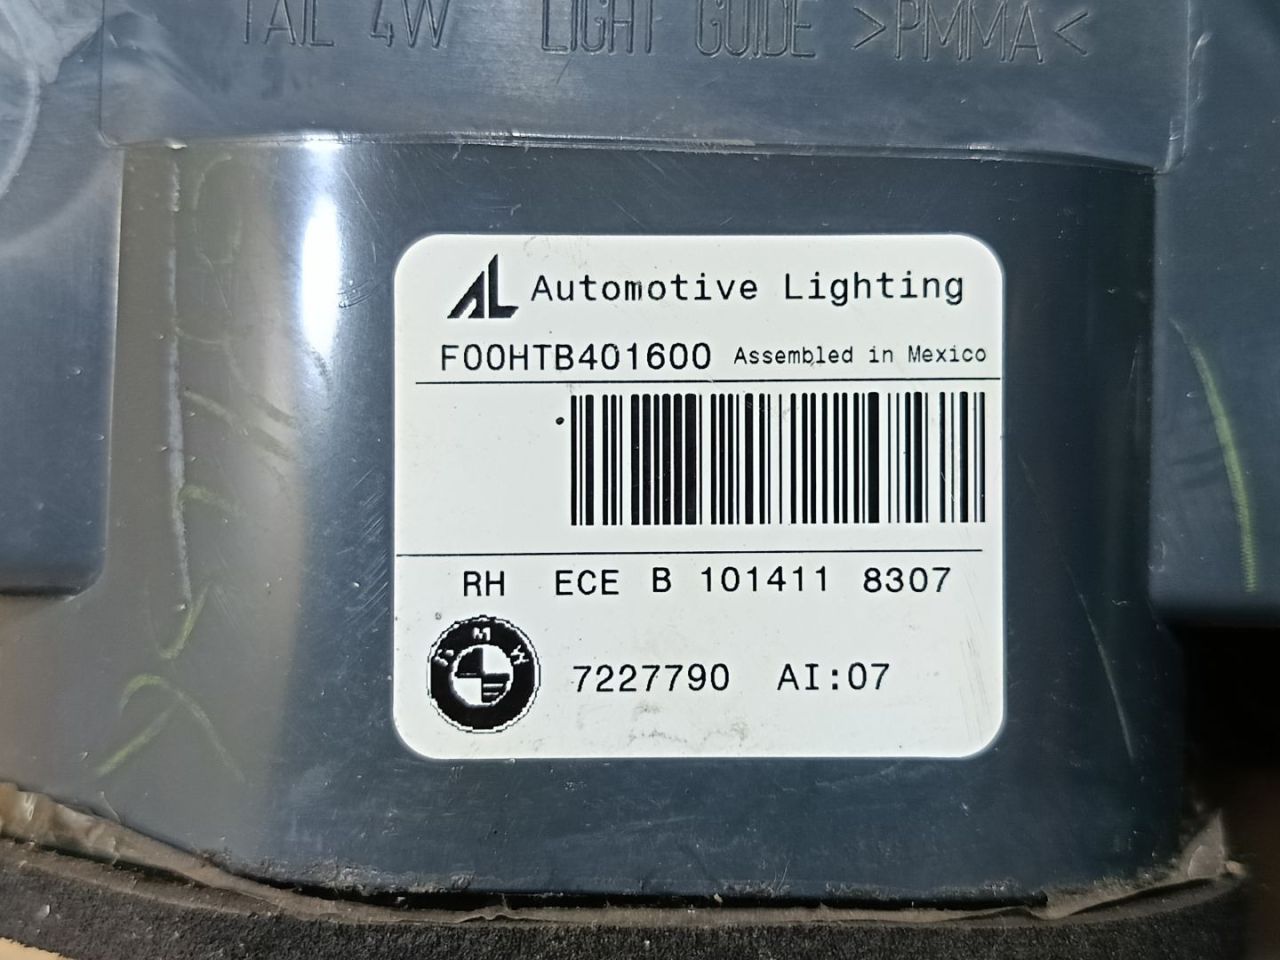 TAIL 4W LIGHT GUIDE >PMMA<
AL Automotive Lighting
F00HTB401600 Assembled in Mexico
RH ECE B 101411 8307
BMW
7227790 AI:07